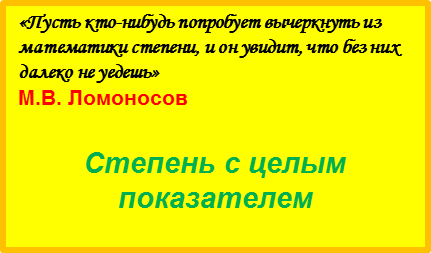 «Пусть кто-нибудь попробует вычеркнуть из
математики степени, и он увидит, что без них
далеко не уедешь»
М.В. Ломоносов
Степень с целым
показателем